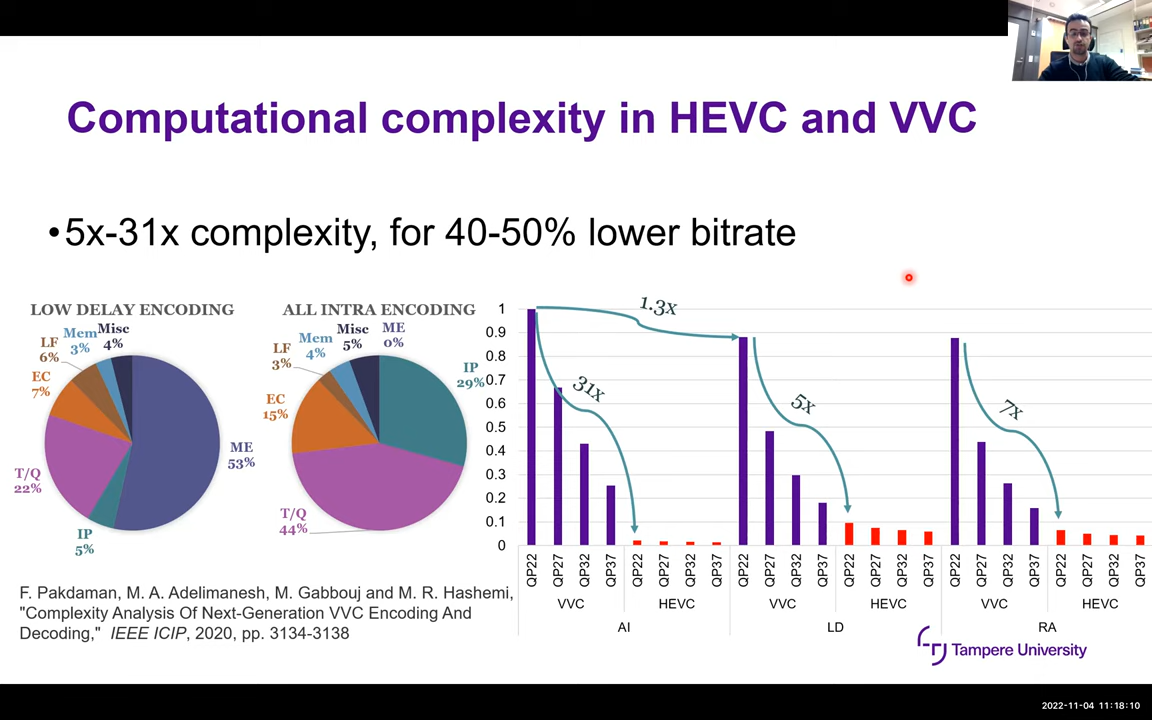 Computational complexity in HEVC and VVC
•5x-31x complexity, for 40-50% lower bitrate
LOW DELAY ENCODING
Mem
3%
Misc
4%
LF
6%
EC
7%
T/Q
22%
IP
5%
ME
53%
ALL INTRA ENCODING
Misc
5%
ME
0%
Mem
4%
LF
3%
EC
15%
IP
29%
T/Q
44%
1
0.9
0.8
0.7
0.6
0.5
0.4
0.3
0.2
0.1
0
1.3x
31x
5x
7x
QP22 QP27 QP32 QP37 QP22 QP27 QP32 QP37 QP22 QP27 QP32 QP37 QP22 QP27 QP32 QP37 QP22 QP27 QP32 QP37 QP22 QP27 QP32 QP37
VVC HEVC VVC HEVC VVC HEVC
AI LD RA
F. Pakdaman, M. A. Adelimanesh, M. Gabbouj and M. R. Hashemi,
"Complexity Analysis Of Next-Generation VVC Encoding And
Decoding," IEEE ICIP, 2020, pp. 3134-3138
Tampere University
2022-11-04 11:18:10